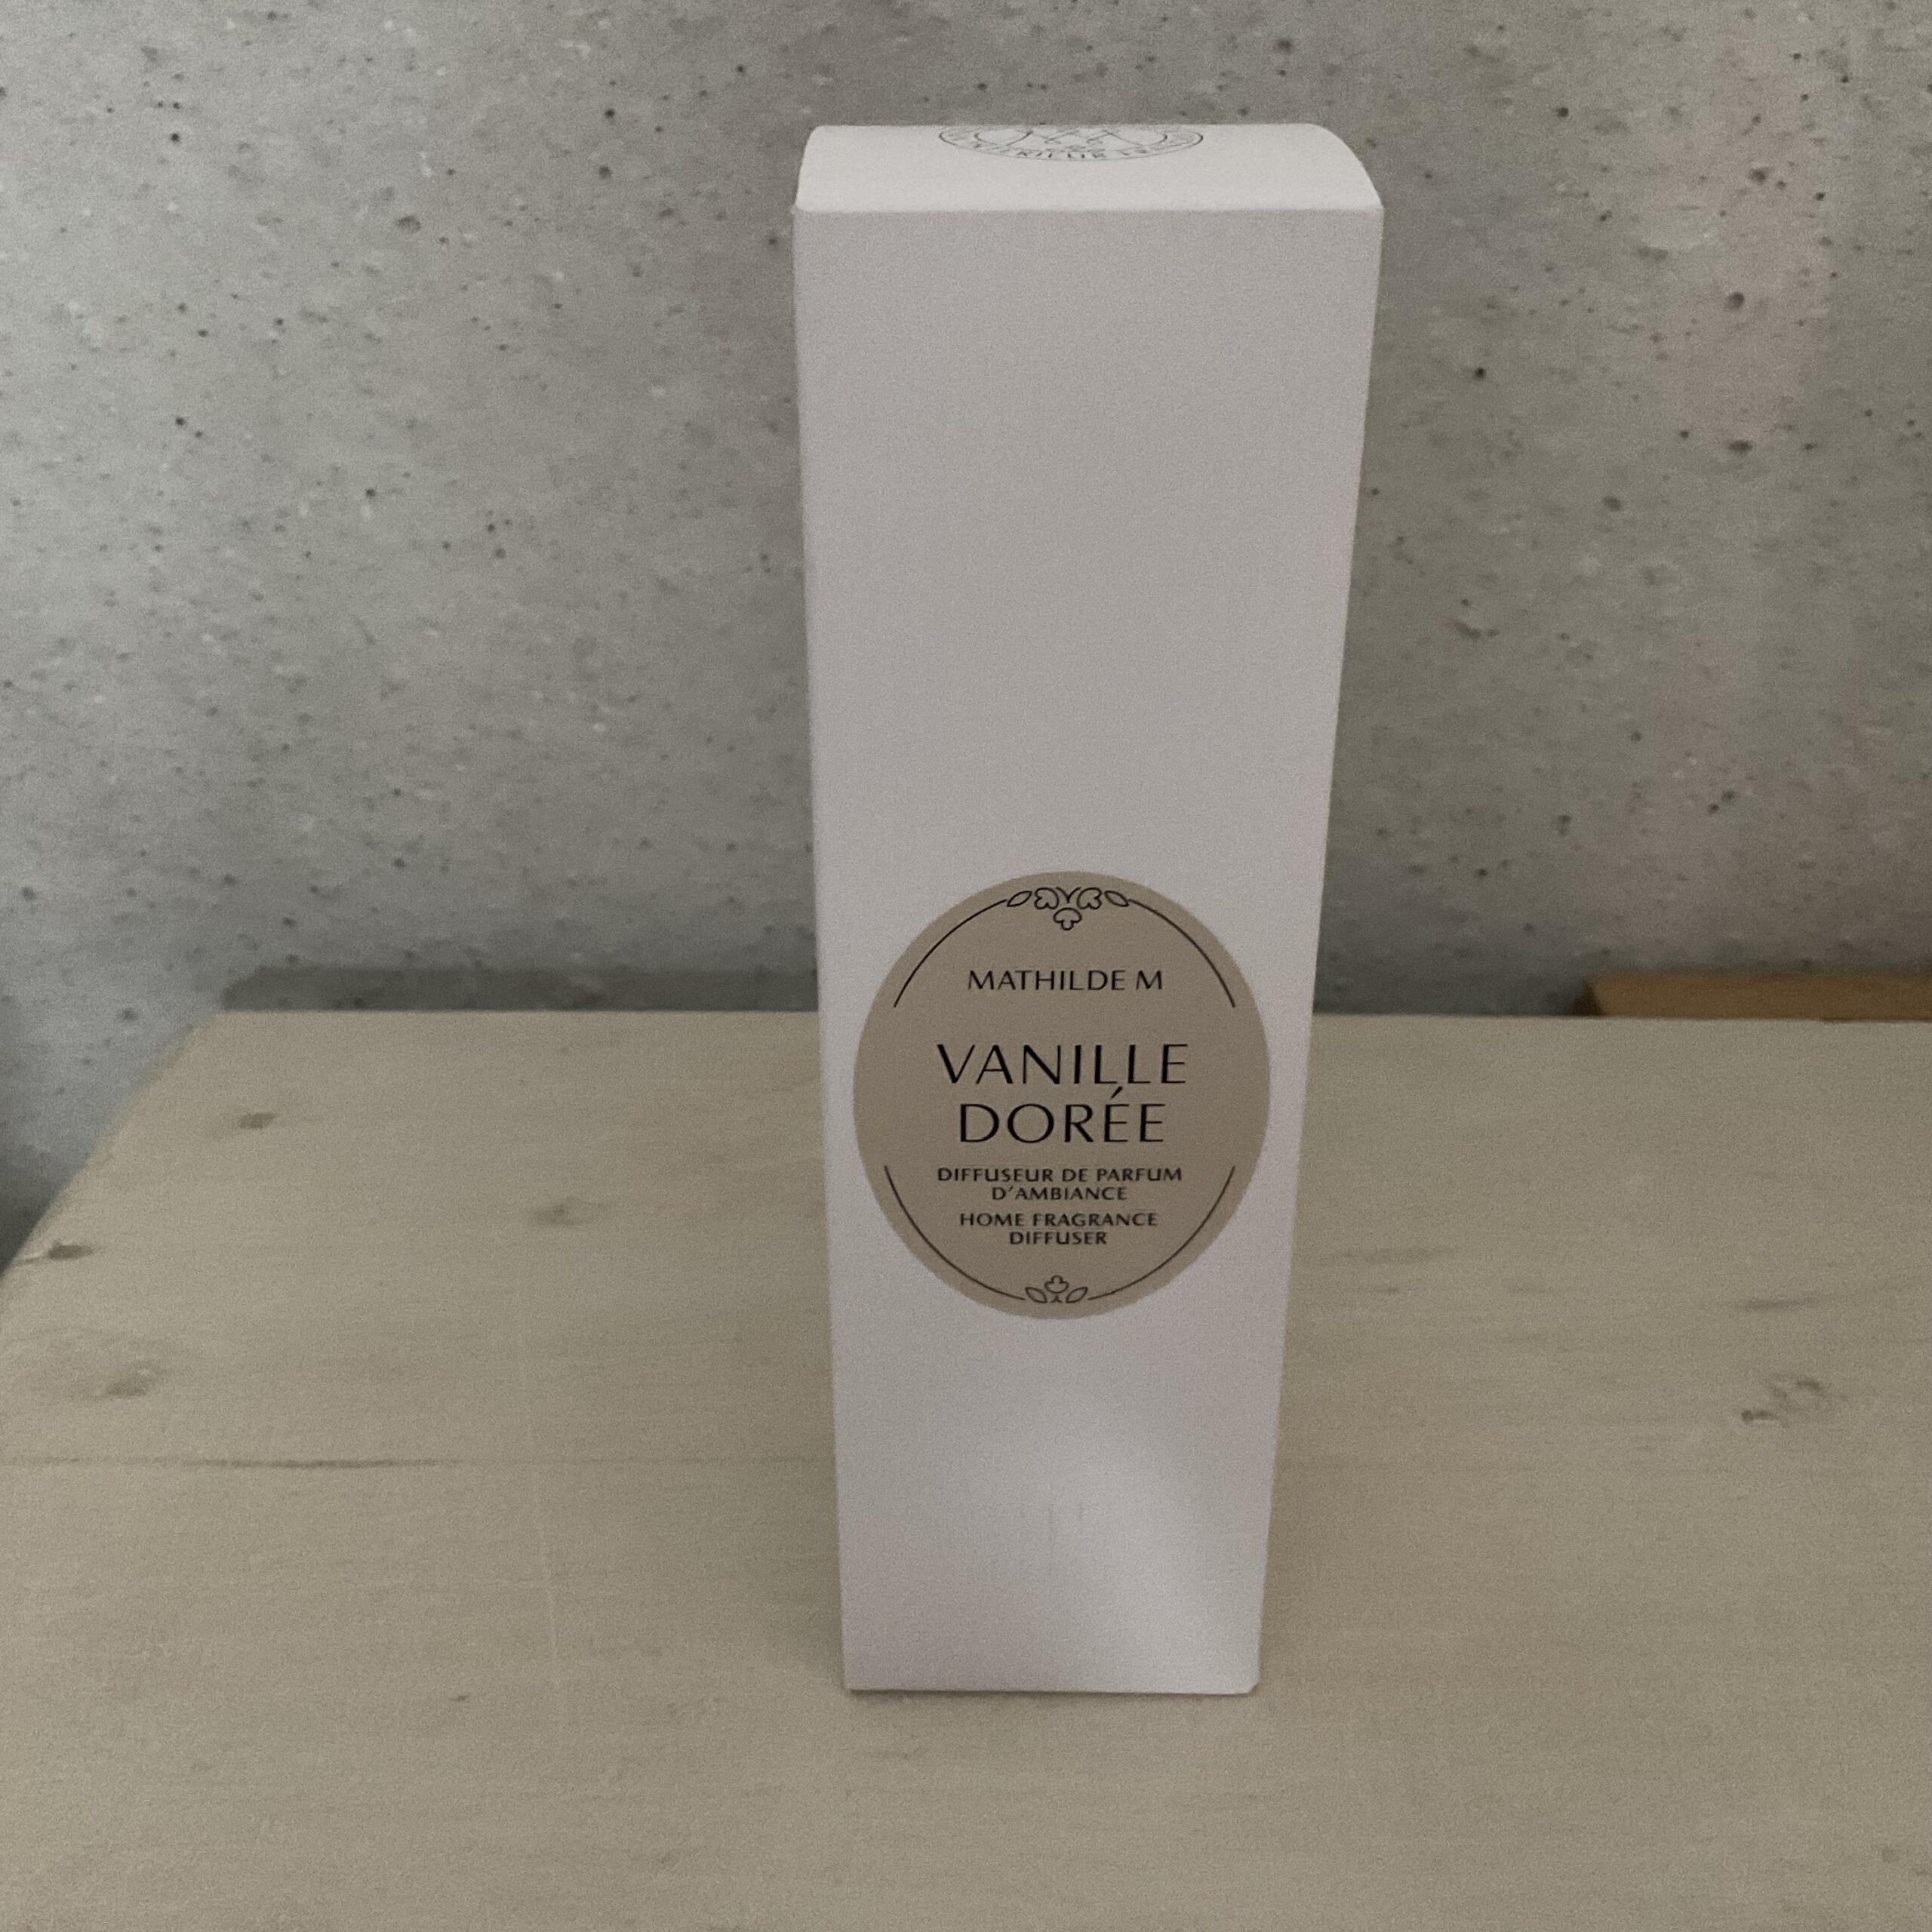 MATHILDE M
VANILLE
DORÉE
DIFFUSEUR DE PARFUM
D'AMBIANCE
HOME FRAGRANCE
DIFFUSER